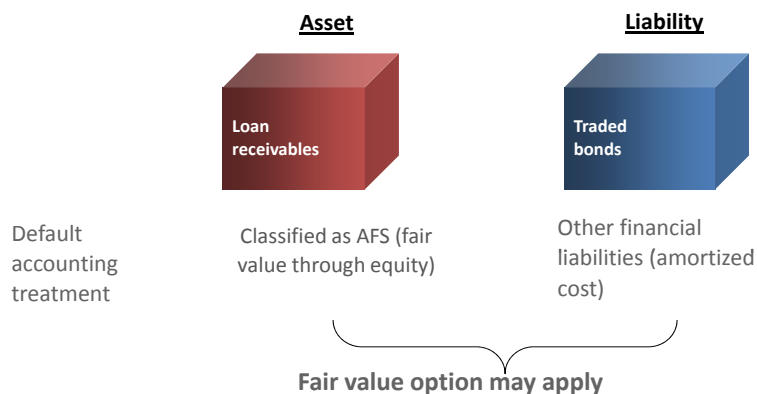 Asset
Liability
Loan
receivables
Traded
bonds
Default
accounting
treatment
Classified as AFS (fair
value through equity)
Other financial
liabilities (amortized
cost)
Fair value option may apply